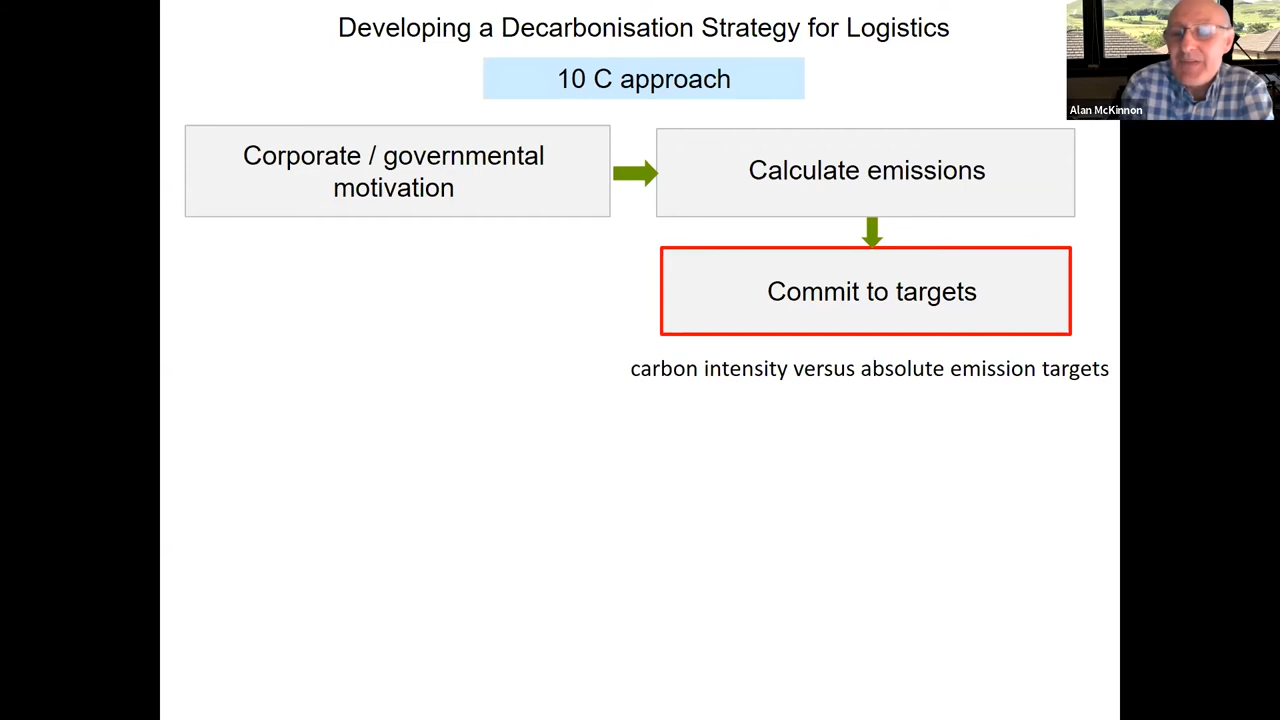 Developing a Decarbonisation Strategy for Logistics
10 C approach
Alan McKinnon
Corporate / governmental
motivation
Calculate emissions
Commit to targets
carbon intensity versus absolute emission targets